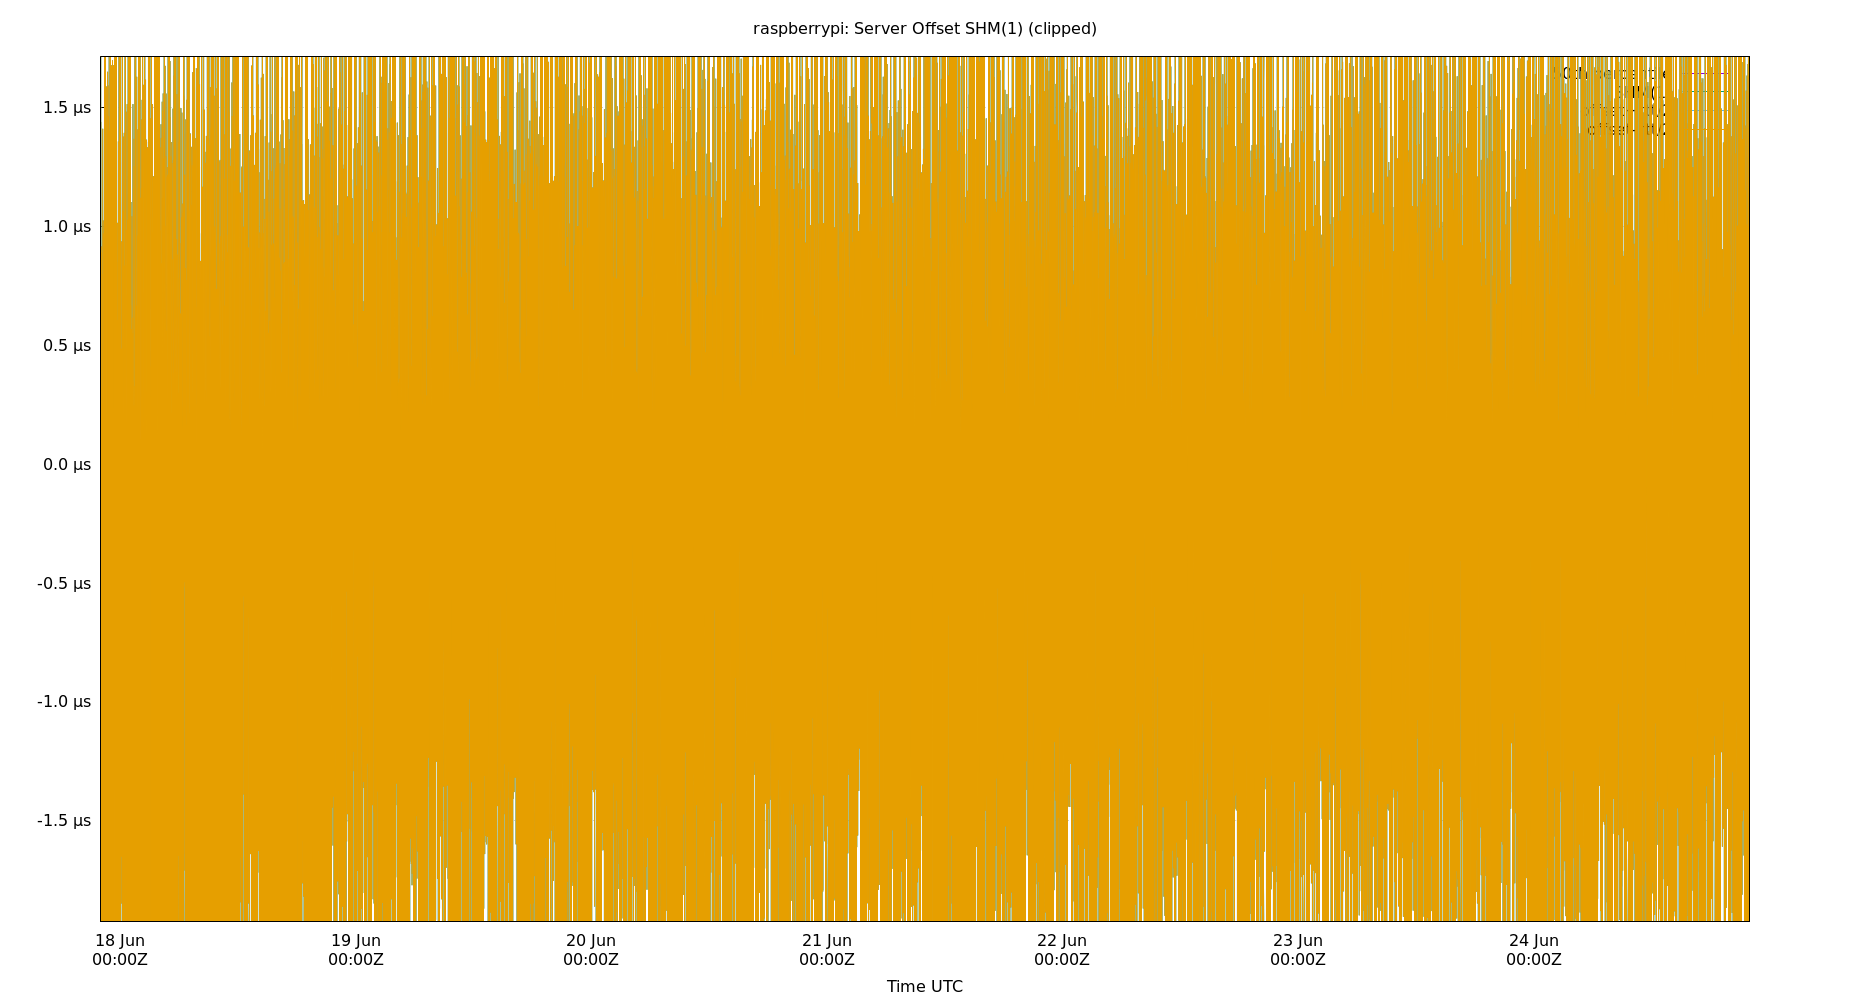 raspberrypi: Server Offset SHM(1) (clipped)
1.5 µs
1.0 µs
0.5 µs
0.0 µs
-0.5 µs
-1.0 µs
-1.5 µs
18 Jun 19 Jun 20 Jun 21 Jun 22 Jun 23 Jun 24 Jun
00:00Z 00:00Z 00:00Z 00:00Z 00:00Z 00:00Z 00:00Z
Time UTC